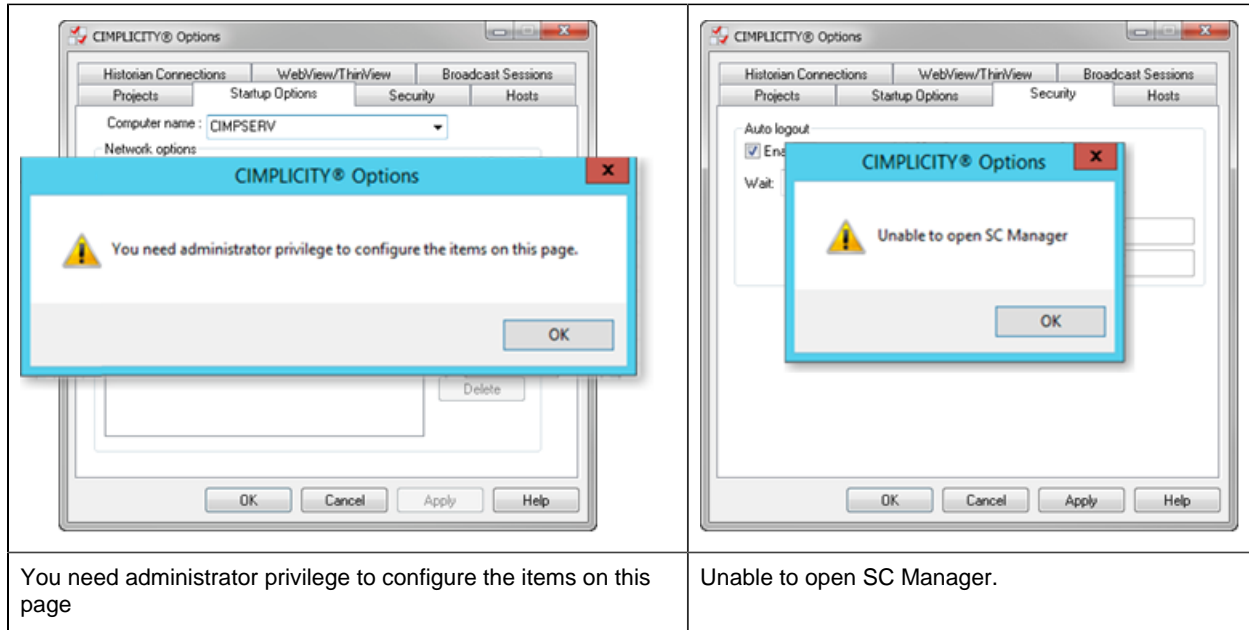 CIMPLICITY® Options
Historian Connections WebView/ThinView Broadcast Sessions
Projects Startup Options Security Hosts
Computer name : CIMPSERV
Network options
CIMPLICITY® Options
You need administrator privilege to configure the items on this page.
OK
Delete
OK Cancel Apply Help
You need administrator privilege to configure the items on this
page
CIMPLICITY® Options
Historian Connections WebView/ThinView Broadcast Sessions
Projects Startup Options Security Hosts
Auto logout
Wait:
CIMPLICITY® Options
Unable to open SC Manager
OK
OK Cancel Apply Help
Unable to open SC Manager.